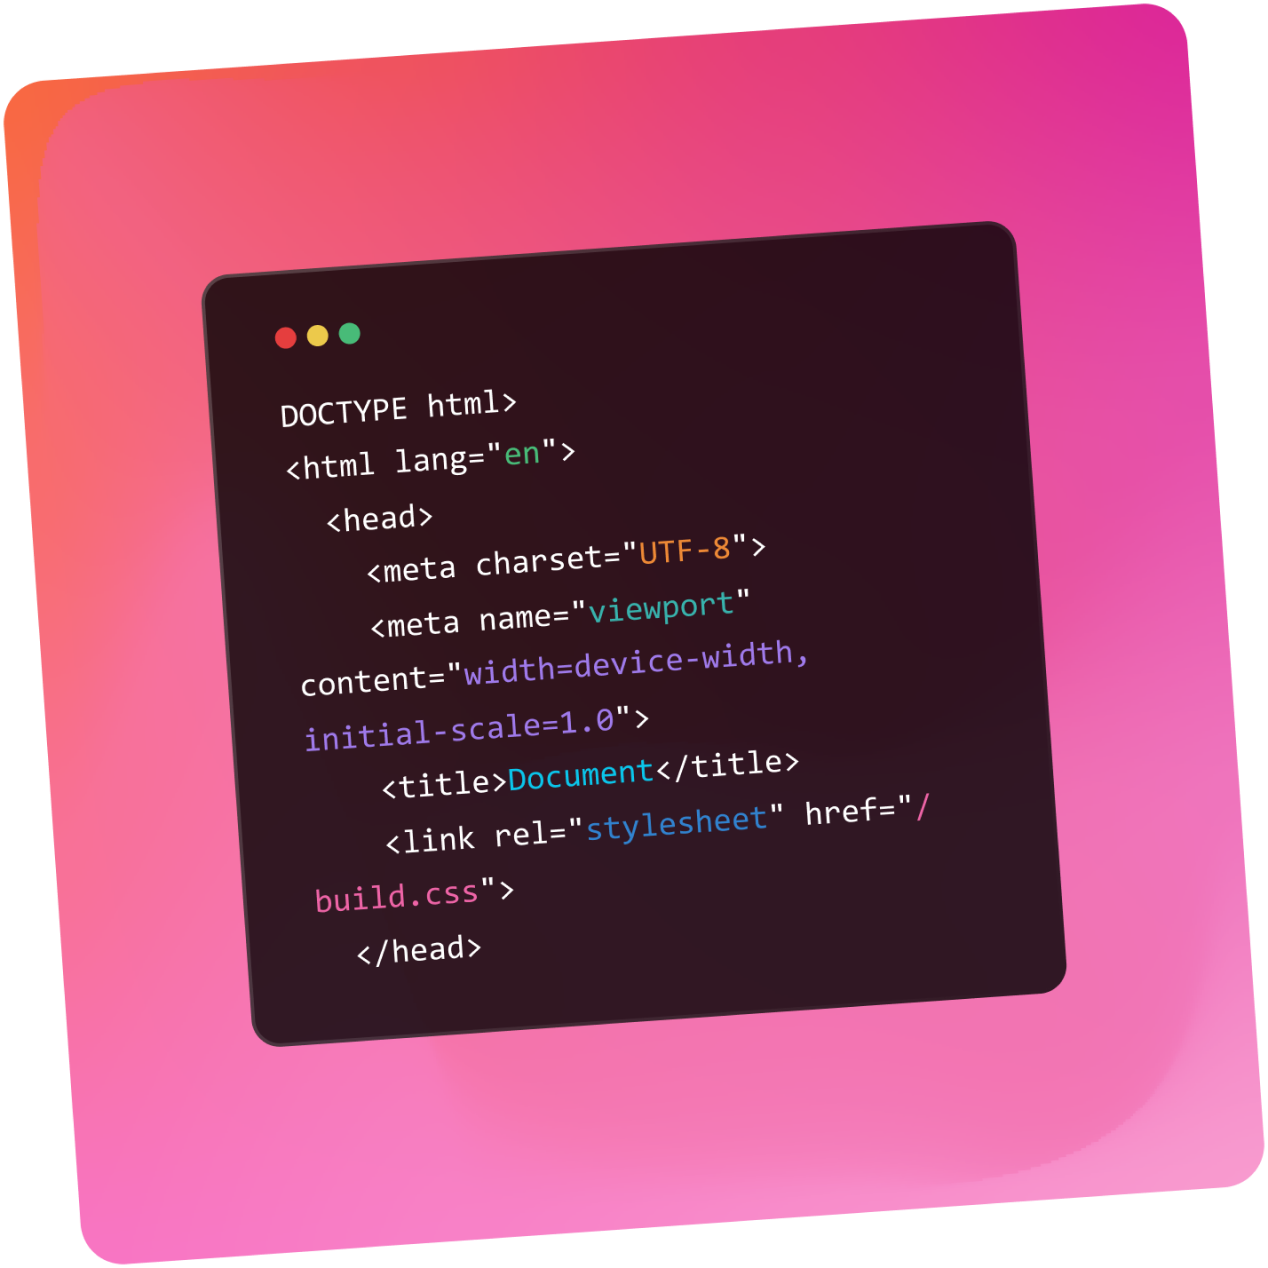 DOCTYPE html>
<html lang="en">
<head>
<meta charset="UTF-8">
<meta name="viewport"
content="width=device-width,
initial-scale=1.0">
<title>Document</title>
<link rel="stylesheet" href="/
build.css">
</head>